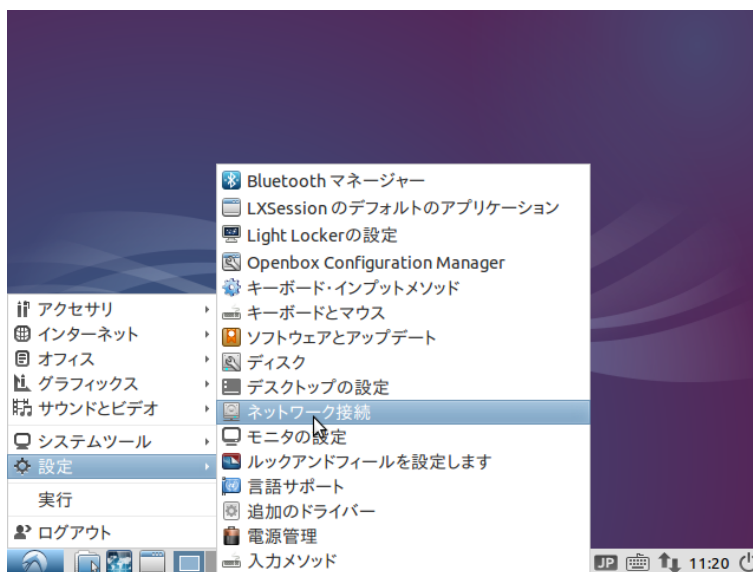 Bluetooth マネージャー
LXSession のデフォルトのアプリケーション
Light Lockerの設定
Openbox Configuration Manager
キーボード・インプットメソッド
キーボードとマウス
ソフトウェアとアップデート
ディスク
デスクトップの設定
ネットワーク接続
モニタの設定
ルックアンドフィールを設定します
言語サポート
追加のドライバー
電源管理
入力メソッド
アクセサリ
インターネット
オフィス
グラフィックス
サウンドとビデオ
システムツール
設定
実行
ログアウト
JP 11:20